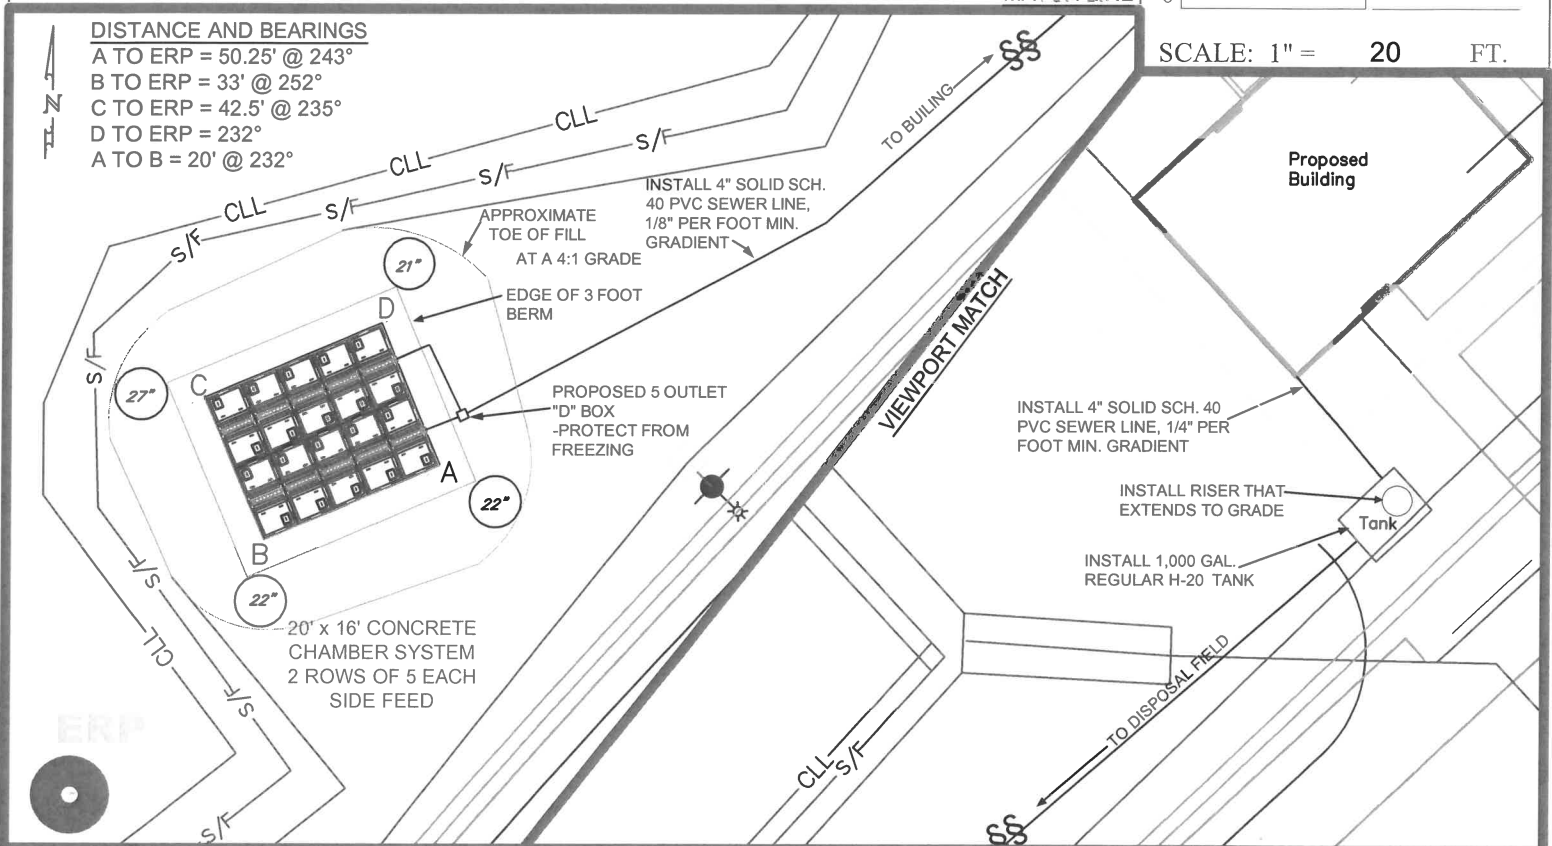 SCALE: 1" = 20 FT.
DISTANCE AND BEARINGS
A TO ERP = 50.25' @ 243°
B TO ERP = 33' @ 252°
C TO ERP = 42.5' @ 235°
D TO ERP = 232°
A TO B = 20' @ 232°
N
CLL
CLL
CLL
S/F
S/F
S/F
S/F
S/F
S/F
S/F
S/F
CLL
TO BUILING
§§
INSTALL 4" SOLID SCH.
40 PVC SEWER LINE,
1/8" PER FOOT MIN.
GRADIENT
APPROXIMATE
TOE OF FILL
AT A 4:1 GRADE
EDGE OF 3 FOOT
BERM
21"
D
C
27"
PROPOSED 5 OUTLET
"D" BOX
-PROTECT FROM
FREEZING
A
22"
B
22"
20' x 16' CONCRETE
CHAMBER SYSTEM
2 ROWS OF 5 EACH
SIDE FEED
ERP
VIEWPORT MATCH
Proposed
Building
INSTALL 4" SOLID SCH. 40
PVC SEWER LINE, 1/4" PER
FOOT MIN. GRADIENT
INSTALL RISER THAT
EXTENDS TO GRADE
Tank
INSTALL 1,000 GAL.
REGULAR H-20 TANK
TO DISPOSAL FIELD
CLL
S/F
§§